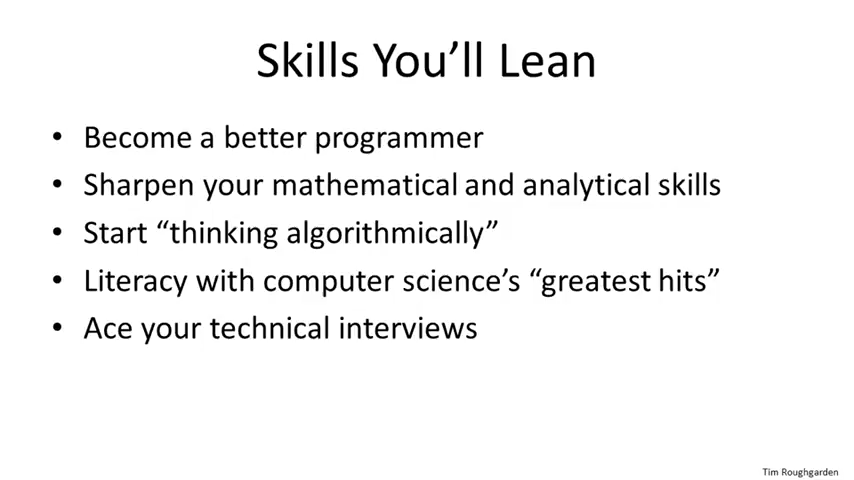 Skills You’ll Lean
• Become a better programmer
• Sharpen your mathematical and analytical skills
• Start “thinking algorithmically”
• Literacy with computer science’s “greatest hits”
• Ace your technical interviews
Tim Roughgarden